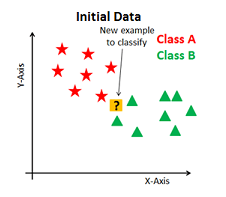 Initial Data
New example
to classify
Class A
Class B
Y-Axis
?
X-Axis